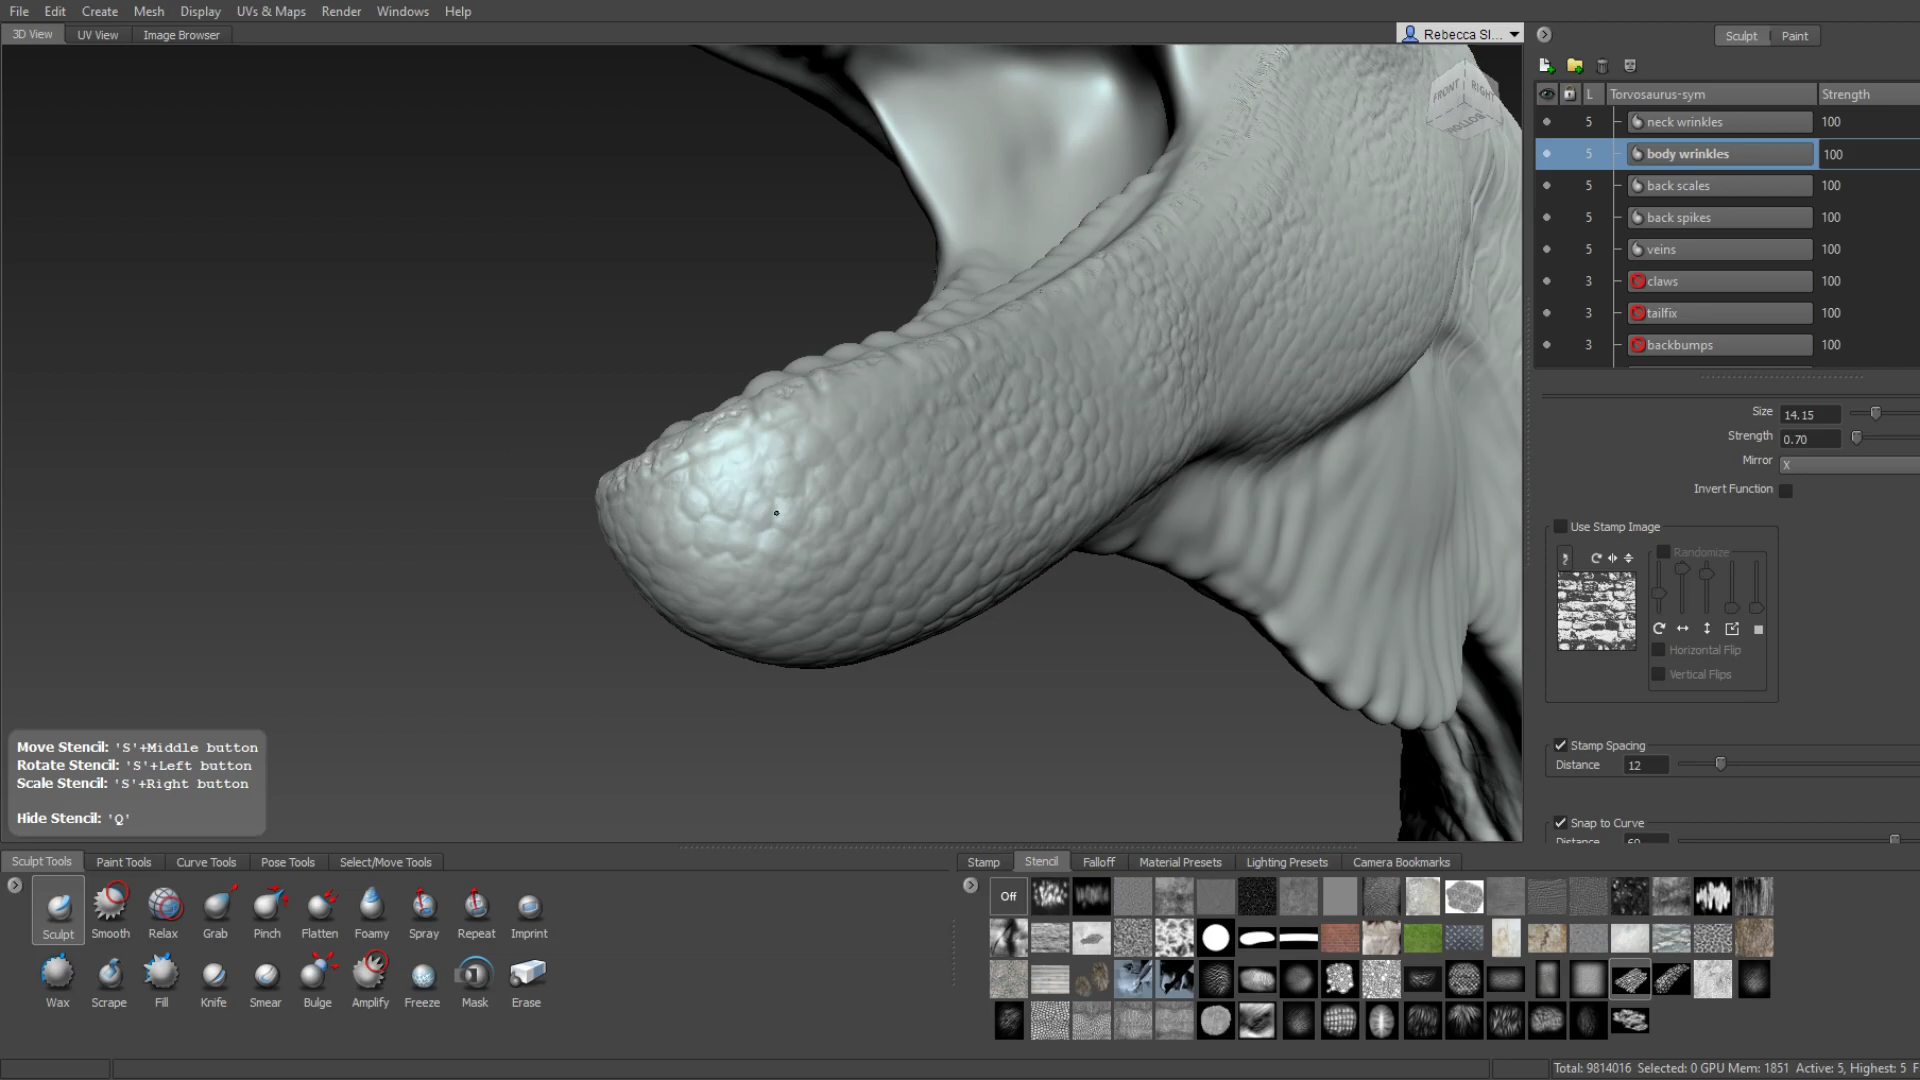 File Edit Create Mesh Display UVs & Maps Render Windows Help
3D View UV View Image Browser
Rebecca Sl...
Sculpt Paint
FRONT RIGHT
BOTTOM
L Torvosaurus-sym Strength
5 neck wrinkles 100
5 body wrinkles 100
5 back scales 100
5 back spikes 100
5 veins 100
3 claws 100
3 tailfix 100
3 backbumps 100
Size 14.15
Strength 0.70
Mirror X
Invert Function
Use Stamp Image
Randomize
Horizontal Flip
Vertical Flips
Stamp Spacing
Distance 12
Snap to Curve
Distance 60
Move Stencil: 'S'+Middle button
Rotate Stencil: 'S'+Left button
Scale Stencil: 'S'+Right button
Hide Stencil: 'Q'
Sculpt Tools Paint Tools Curve Tools Pose Tools Select/Move Tools
Sculpt Smooth Relax Grab Pinch Flatten Foamy Spray Repeat Imprint
Wax Scrape Fill Knife Smear Bulge Amplify Freeze Mask Erase
Stamp Stencil Falloff Material Presets Lighting Presets Camera Bookmarks
Off
Total: 9814016 Selected: 0 GPU Mem: 1851 Active: 5, Highest: 5 F